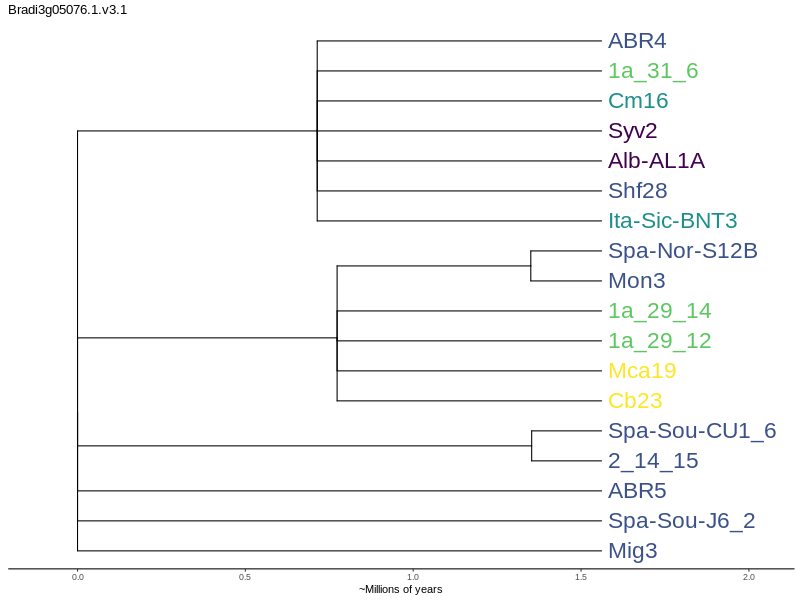 Bradi3g05076.1.v3.1
ABR4
1a_31_6
Cm16
Syv2
Alb-AL1A
Shf28
Ita-Sic-BNT3
Spa-Nor-S12B
Mon3
1a_29_14
1a_29_12
Mca19
Cb23
Spa-Sou-CU1_6
2_14_15
ABR5
Spa-Sou-J6_2
Mig3
0.0 0.5 1.0 1.5 2.0
~Millions of years